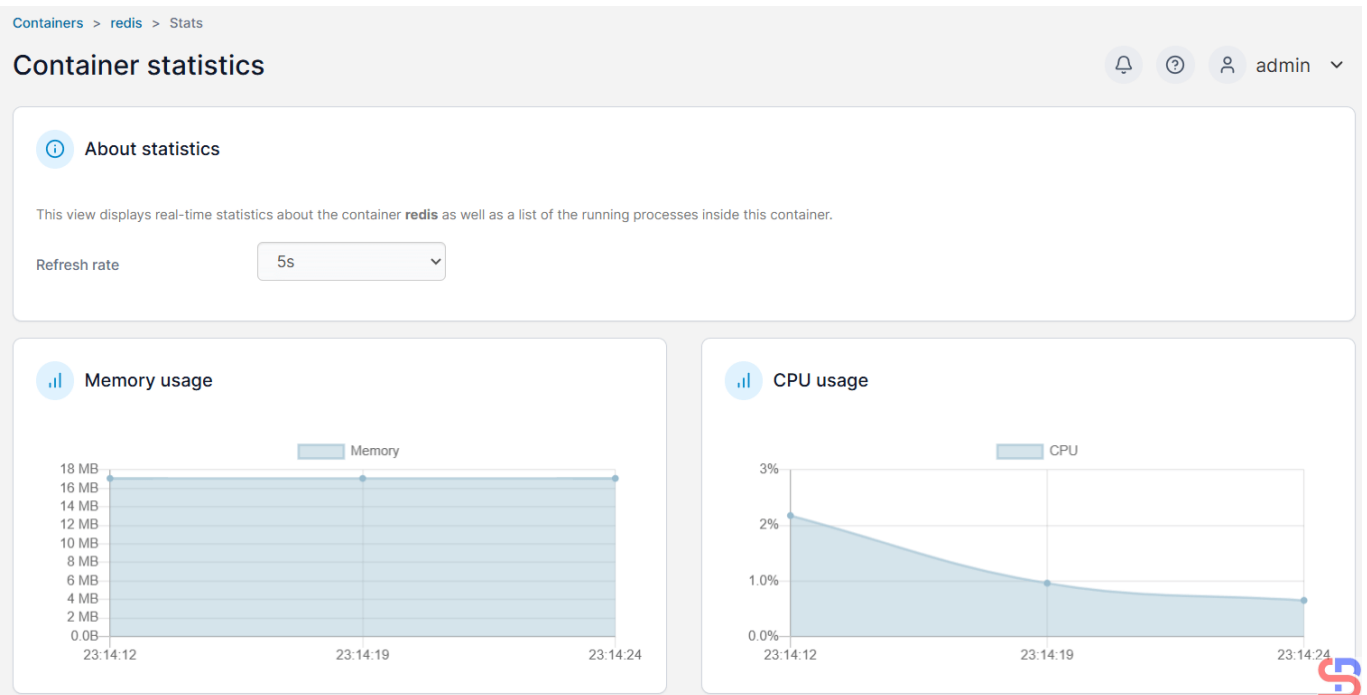 Containers > redis > Stats
Container statistics
admin
About statistics
This view displays real-time statistics about the container redis as well as a list of the running processes inside this container.
Refresh rate
5s
Memory usage
Memory
18 MB
16 MB
14 MB
12 MB
10 MB
8 MB
6 MB
4 MB
2 MB
0.0B
23:14:12
23:14:19
23:14:24
CPU usage
CPU
3%
2%
1.0%
0.0%
23:14:12
23:14:19
23:14:24